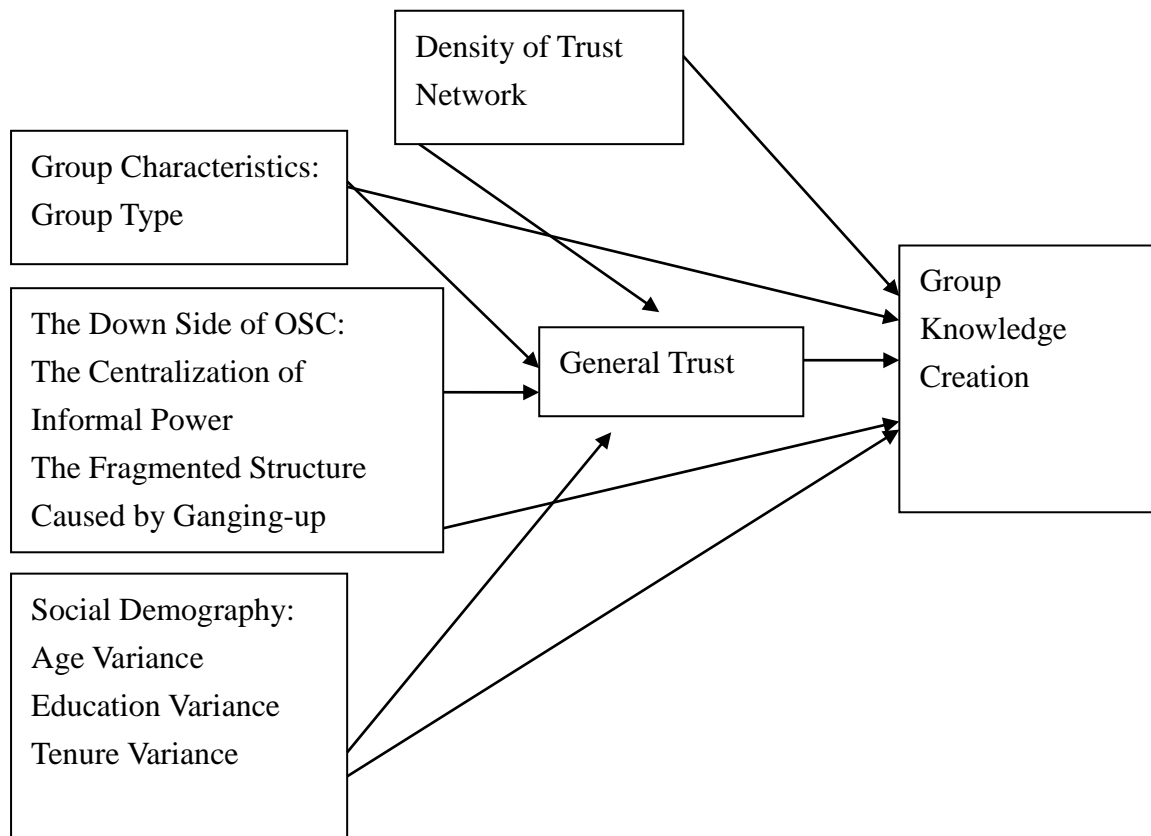 Density of Trust
Network
Group Characteristics:
Group Type
The Down Side of OSC:
The Centralization of
Informal Power
The Fragmented Structure
Caused by Ganging-up
Social Demography:
Age Variance
Education Variance
Tenure Variance
General Trust
Group
Knowledge
Creation